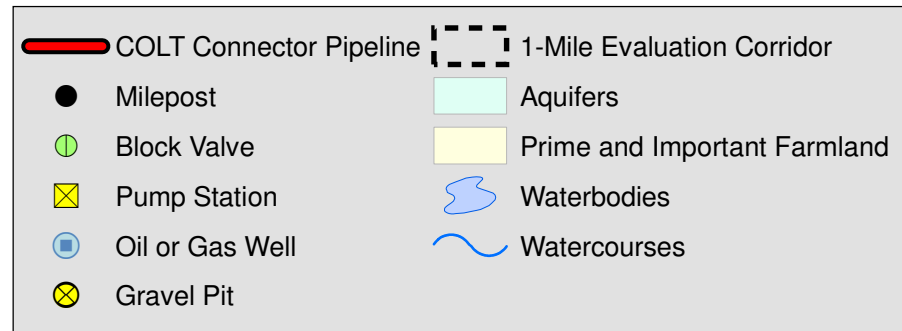 COLT Connector Pipeline
Milepost
Block Valve
Pump Station
Oil or Gas Well
Gravel Pit
1-Mile Evaluation Corridor
Aquifers
Prime and Important Farmland
Waterbodies
Watercourses